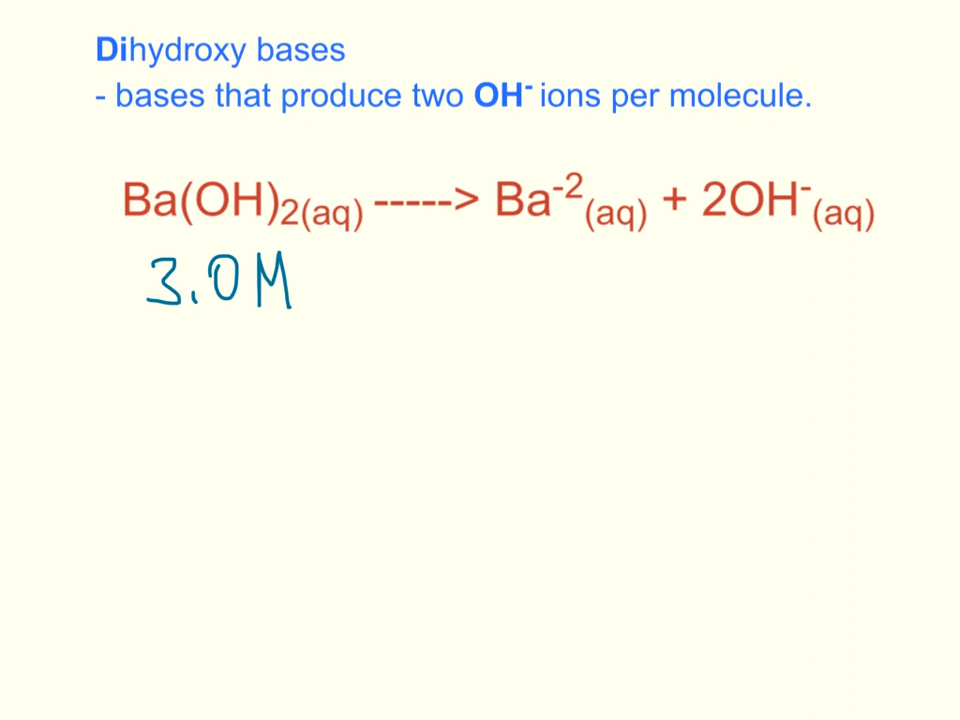 Dihydroxy bases
- bases that produce two OH⁻ ions per molecule.
Ba(OH)₂(aq) -----> Ba⁻²(aq) + 2OH⁻(aq)
3.0M